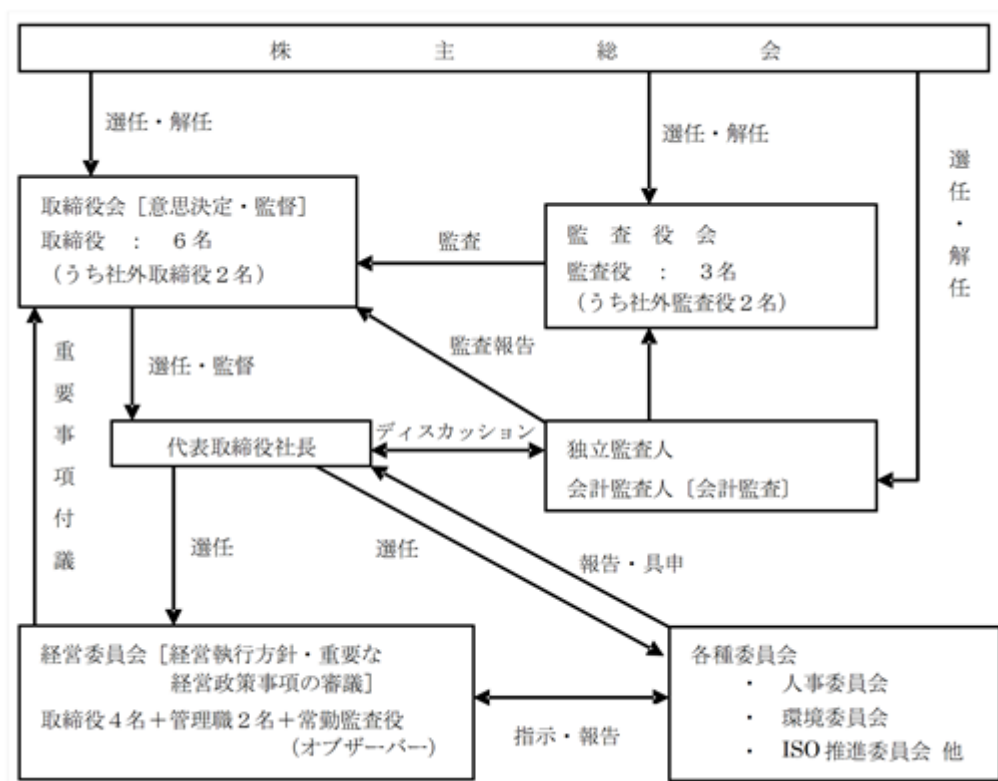 株主総会
選任・解任
選任・解任
選任・解任
取締役会［意思決定・監督］
取締役 ： 6名
（うち社外取締役2名）
監査
監査役会
監査役 ： 3名
（うち社外監査役2名）
重要事項付議
選任・監督
監査報告
代表取締役社長
ディスカッション
独立監査人
会計監査人〔会計監査〕
選任
選任
報告・具申
経営委員会［経営執行方針・重要な
経営政策事項の審議］
取締役4名＋管理職2名＋常勤監査役
（オブザーバー）
指示・報告
各種委員会
・ 人事委員会
・ 環境委員会
・ ISO推進委員会 他